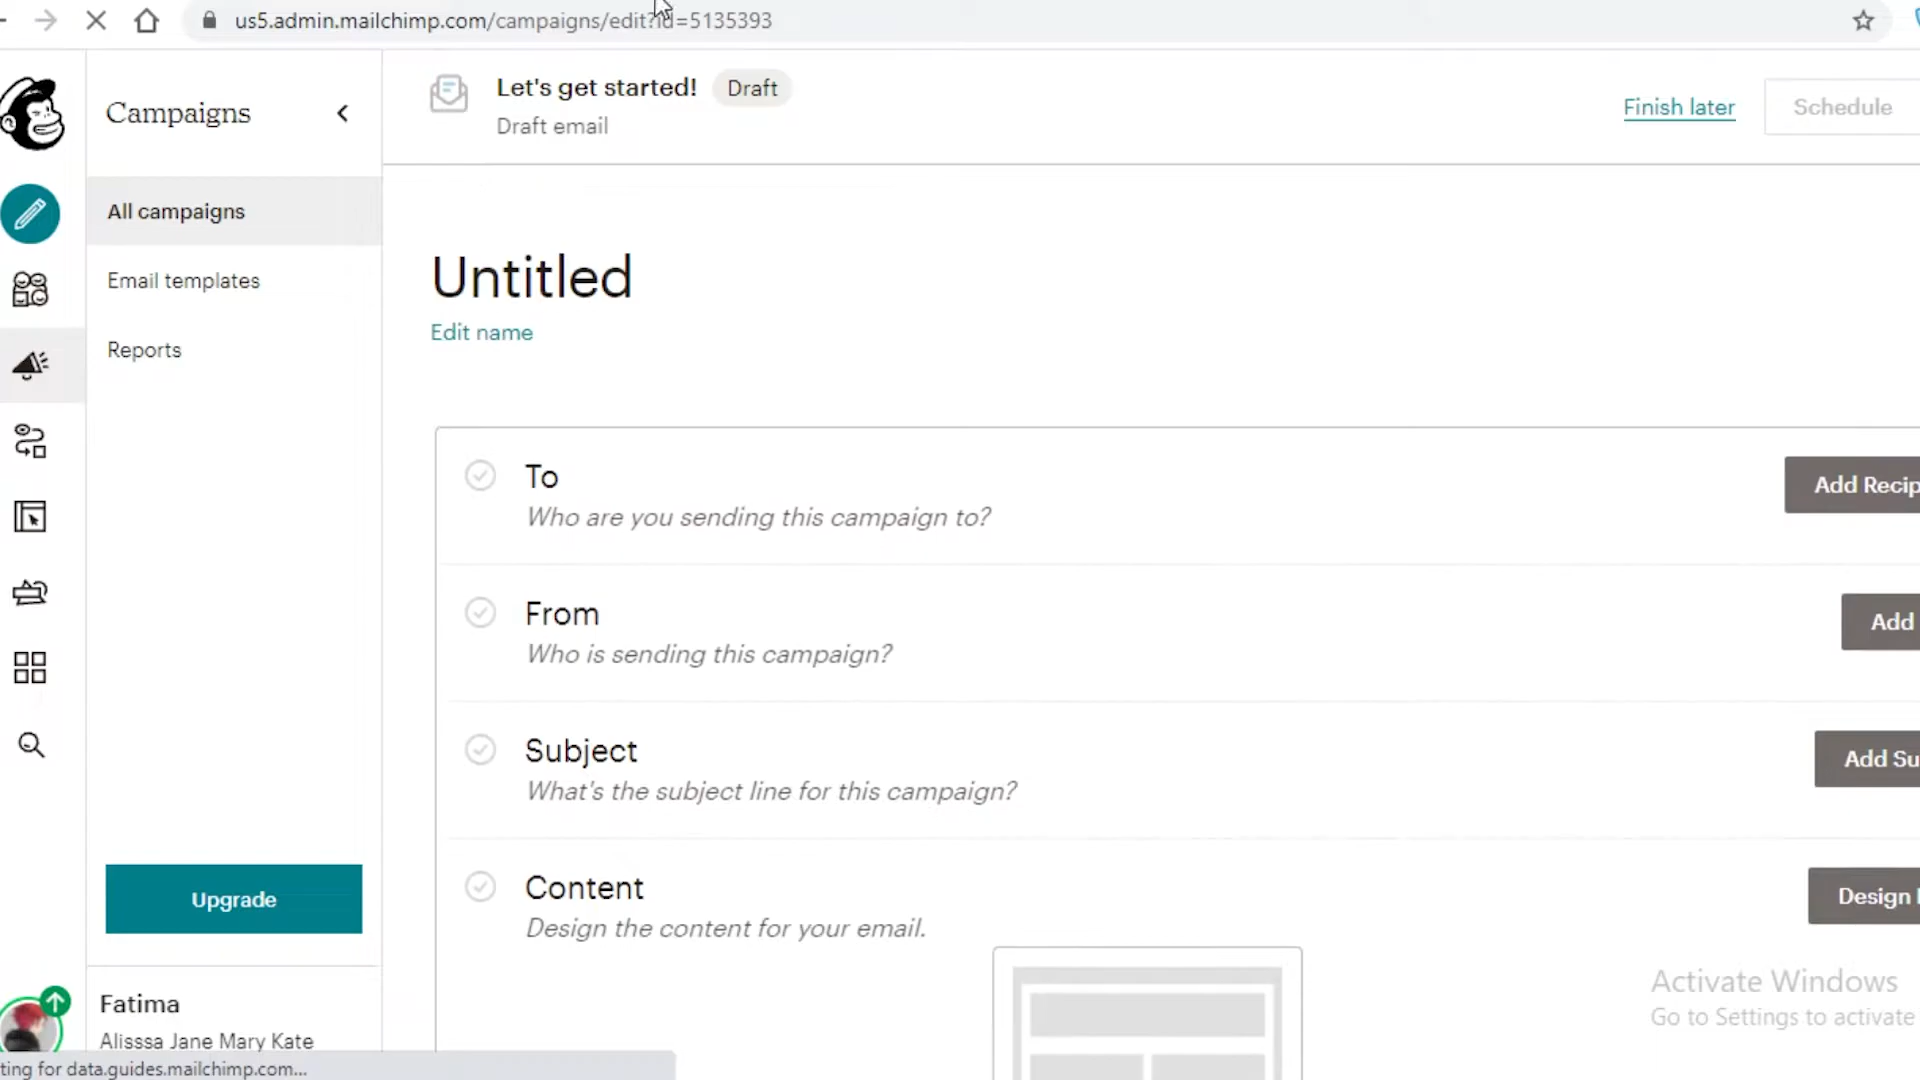 us5.admin.mailchimp.com/campaigns/edit?id=5135393
Campaigns
All campaigns
Email templates
Reports
Upgrade
Fatima
Alisssa Jane Mary Kate
Let's get started!
Draft
Draft email
Finish later
Schedule
Untitled
Edit name
To
Who are you sending this campaign to?
Add Recip
From
Who is sending this campaign?
Add
Subject
What's the subject line for this campaign?
Add Su
Content
Design the content for your email.
Design
Activate Windows
Go to Settings to activate
ting for data.guides.mailchimp.com...